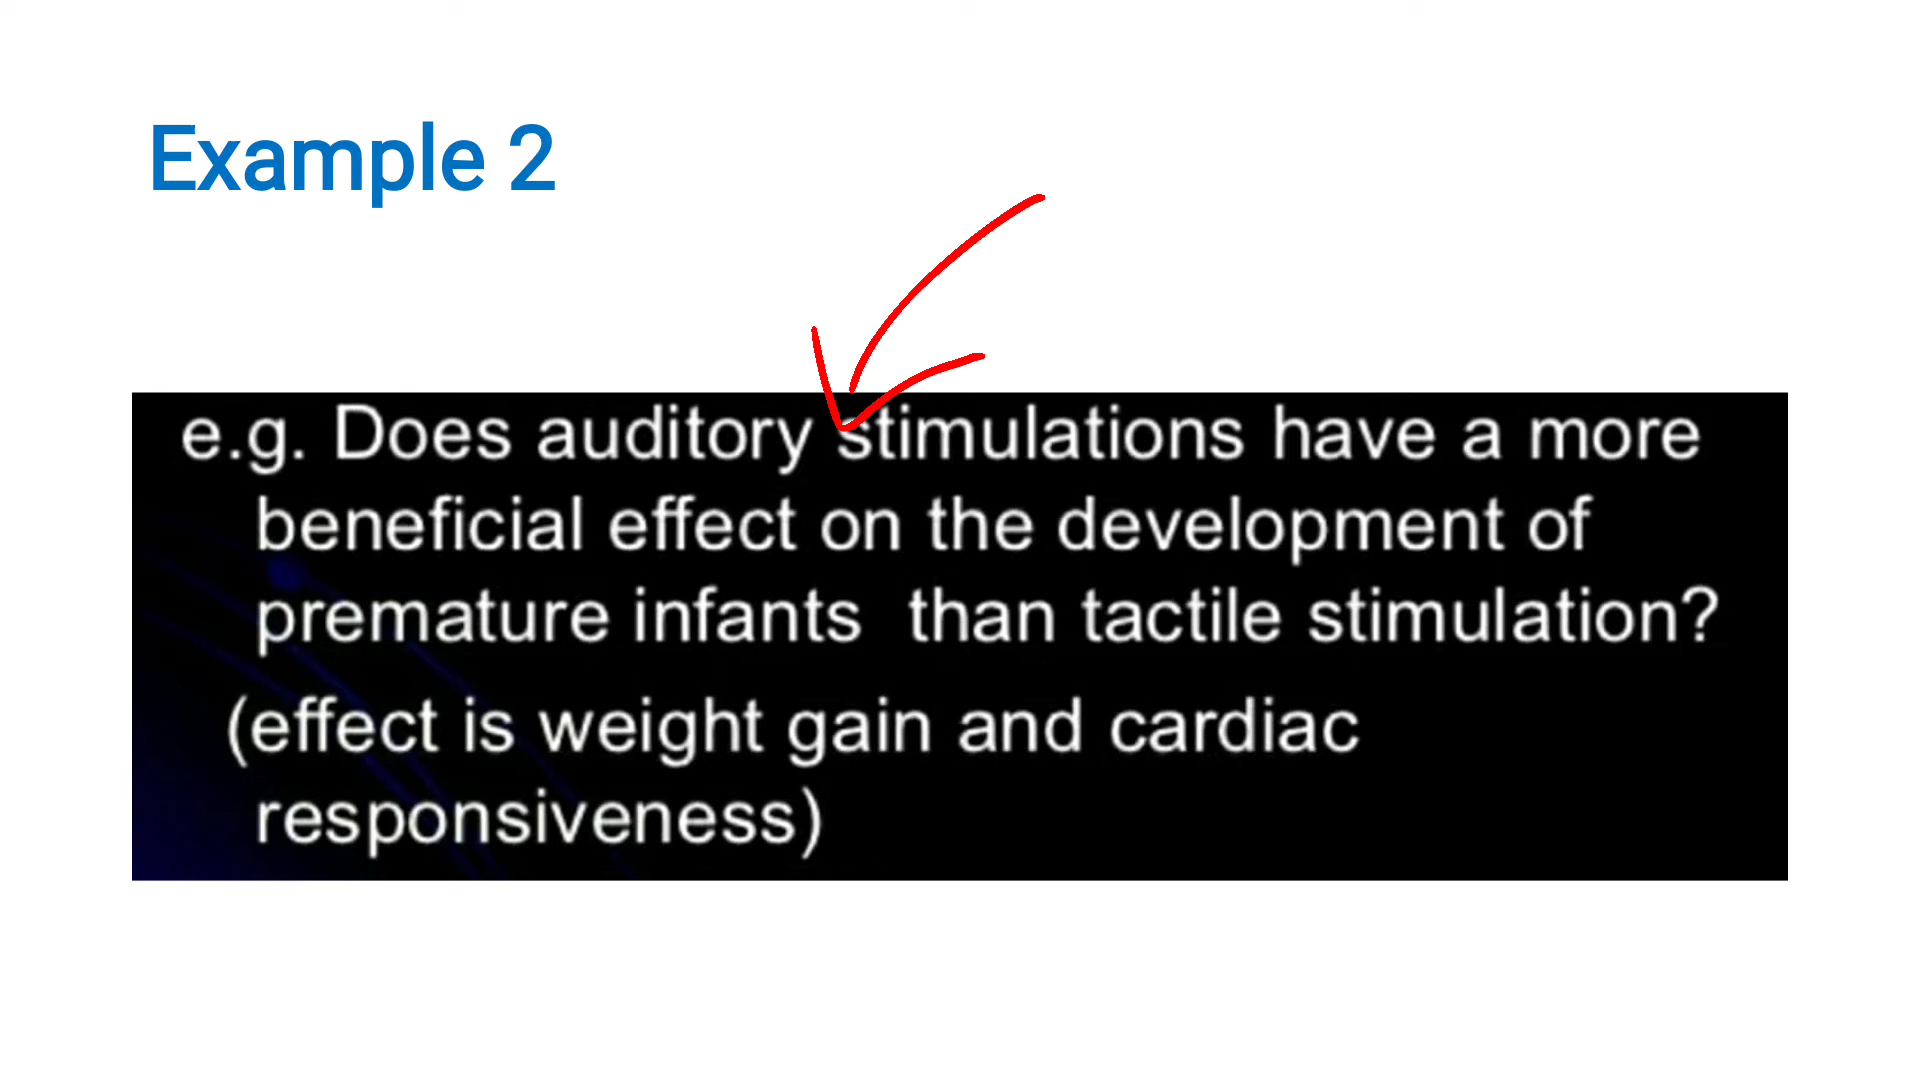 Example 2
e.g. Does auditory stimulations have a more
beneficial effect on the development of
premature infants than tactile stimulation?
(effect is weight gain and cardiac
responsiveness)